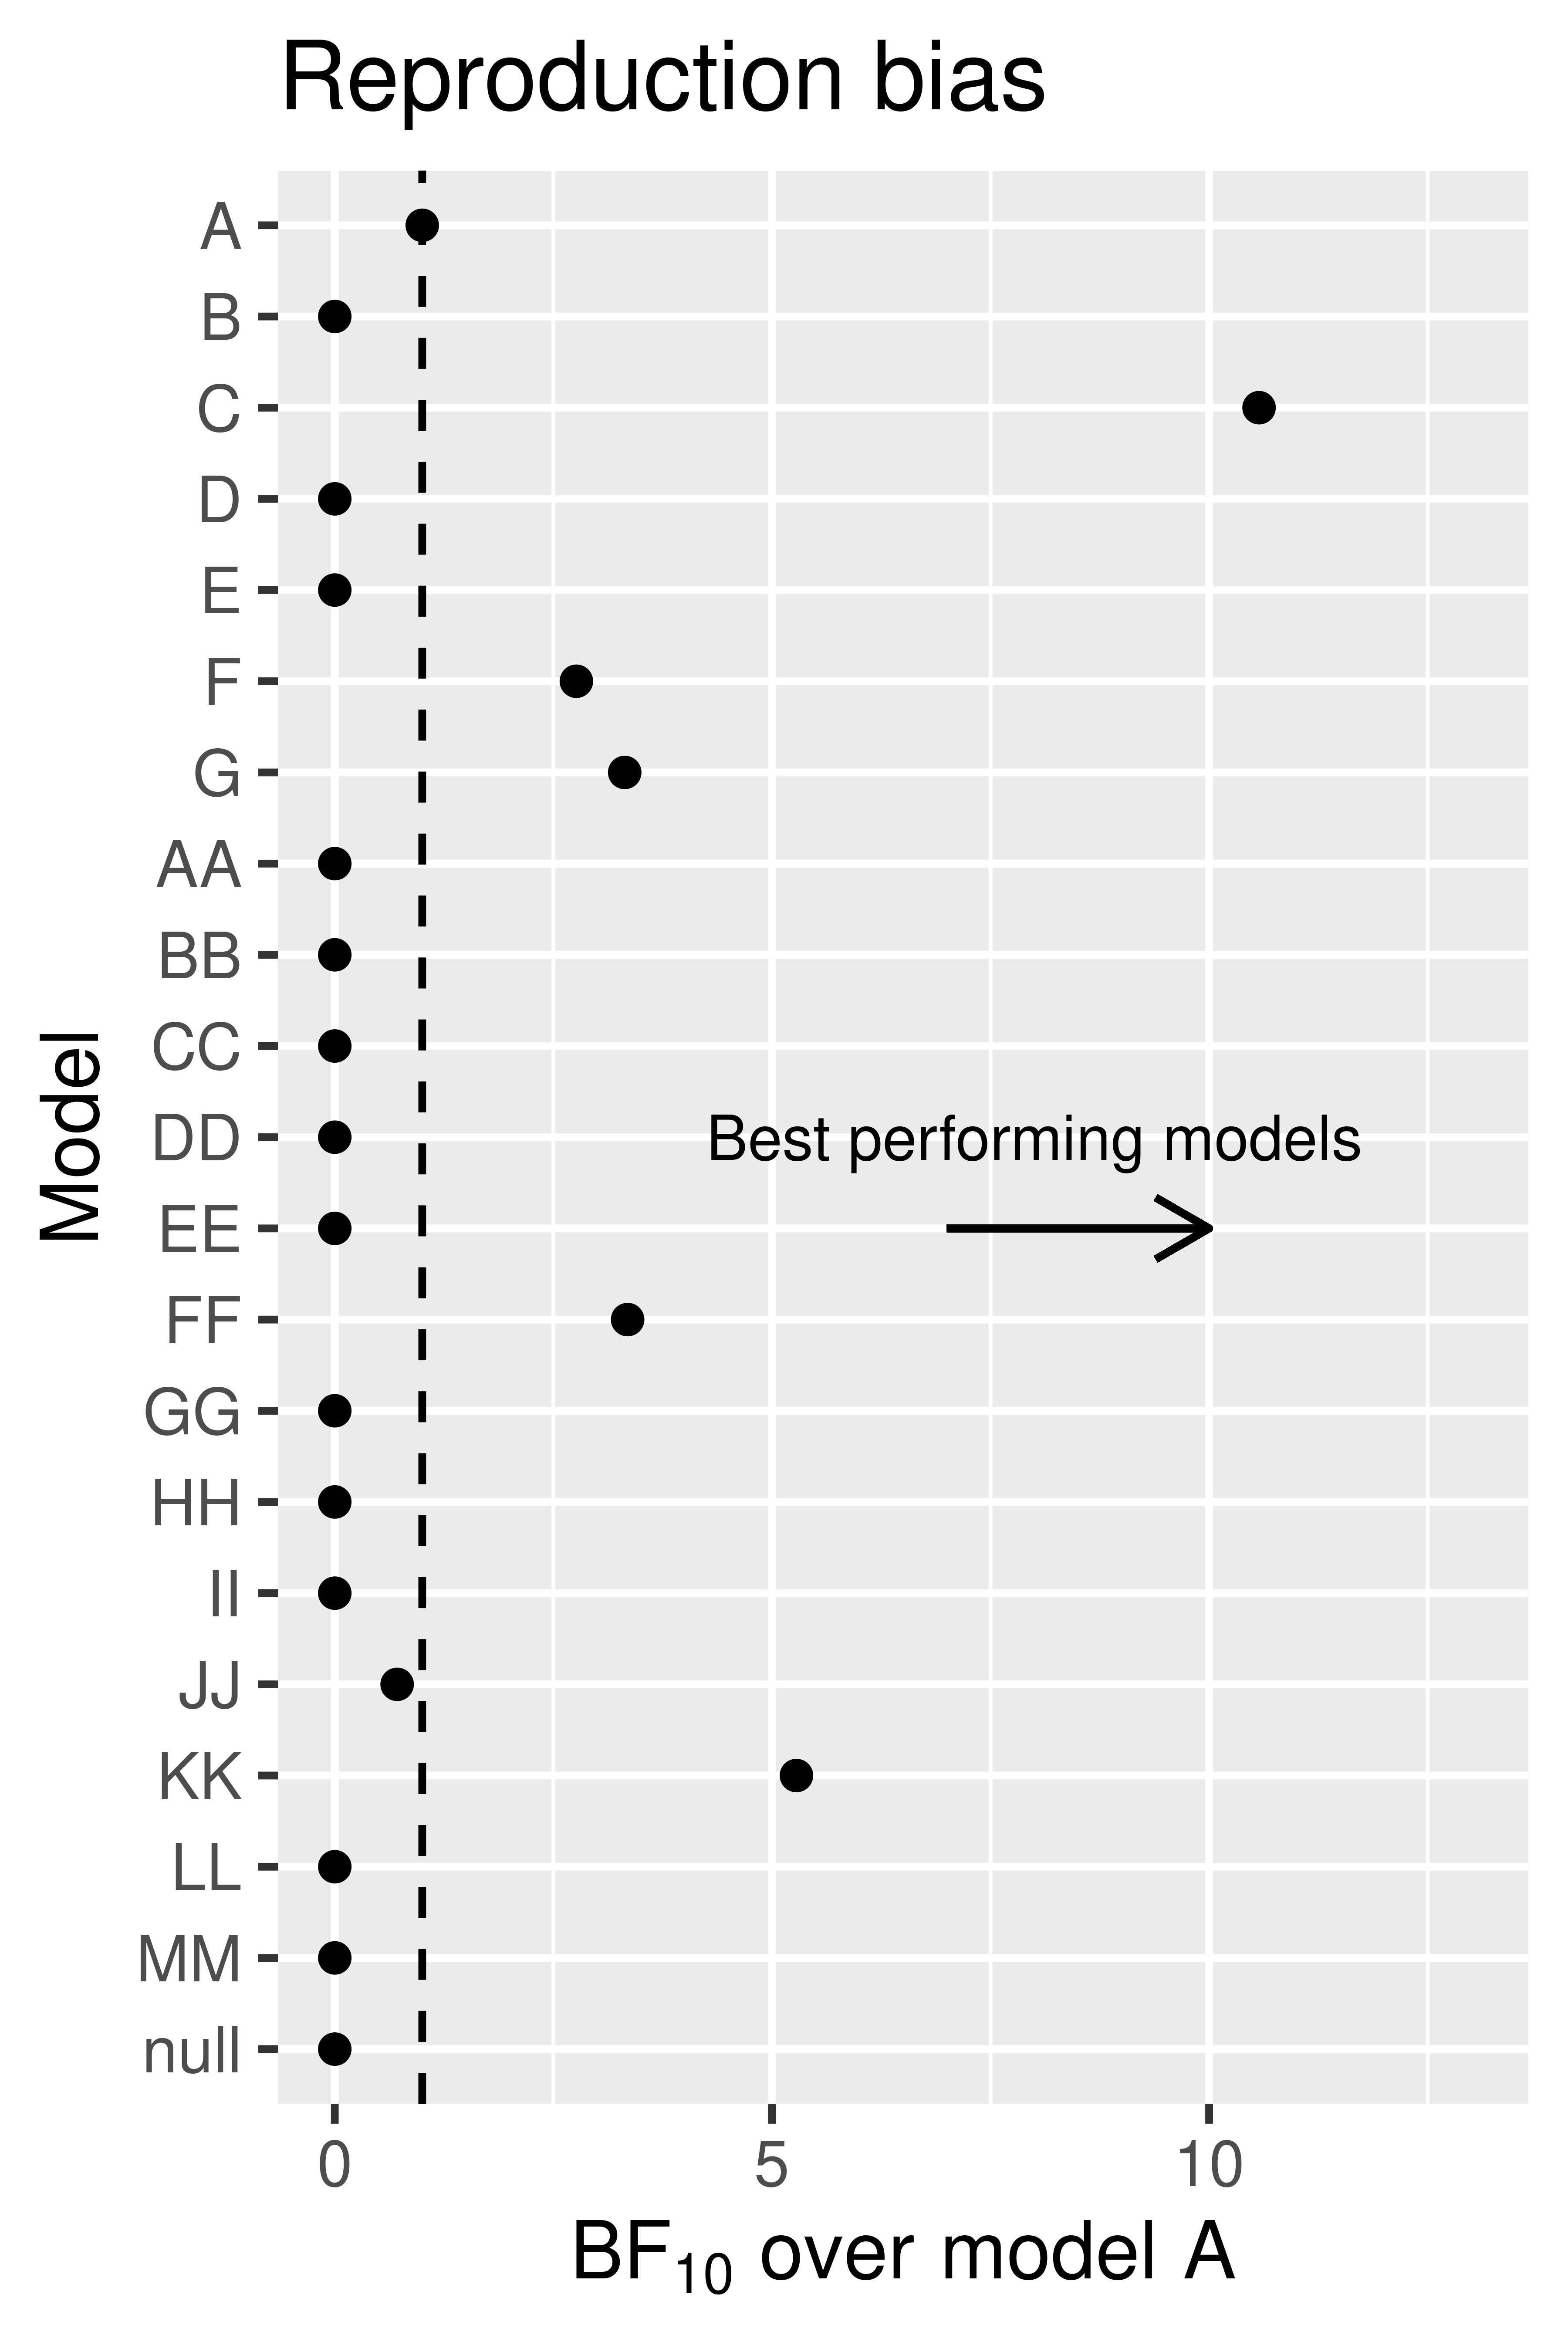 Reproduction bias
A
B
C
D
E
F
G
AA
BB
CC
DD
EE
FF
GG
HH
II
JJ
KK
LL
MM
null
Model
Best performing models
0 5 10
BF₁₀ over model A